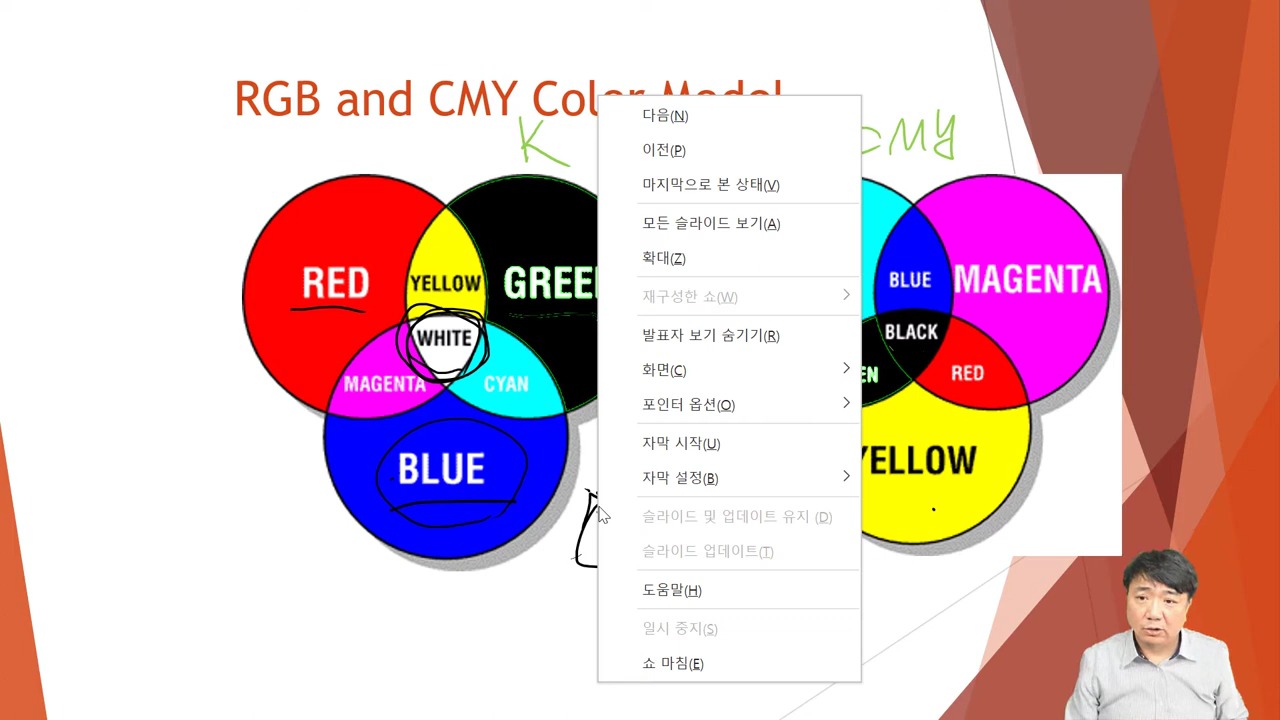 RGB and CMY Color Model
K
CMY
RED
YELLOW
GREEN
WHITE
MAGENTA
CYAN
BLUE
다음(N)
이전(P)
마지막으로 본 상태(V)
모든 슬라이드 보기(A)
확대(Z)
재구성한 쇼(W)
발표자 보기 숨기기(R)
화면(C)
포인터 옵션(O)
자막 시작(U)
자막 설정(B)
슬라이드 및 업데이트 유지 (D)
슬라이드 업데이트(T)
도움말(H)
일시 중지(S)
쇼 마침(E)
BLUE
MAGENTA
BLACK
EN
RED
YELLOW